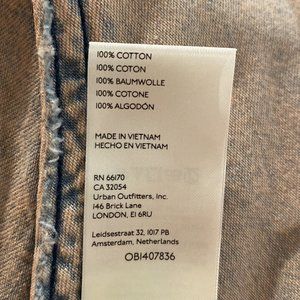 100% COTTON
100% COTON
100% BAUMWOLLE
100% COTONE
100% ALGODÓN
MADE IN VIETNAM
HECHO EN VIETNAM
RN 66170
CA 32054
Urban Outfitters, Inc.
146 Brick Lane
LONDON, E1 6RU
Leidsestraat 32, 1017 PB
Amsterdam, Netherlands
OB1407836